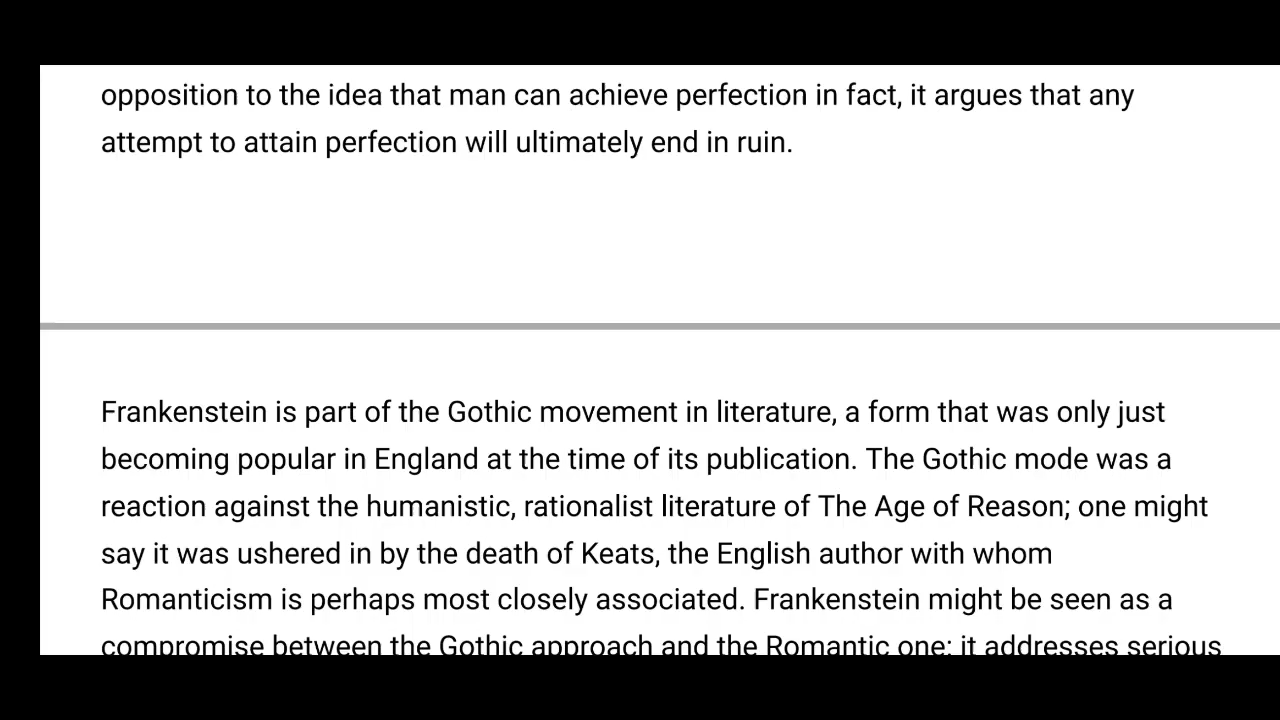 opposition to the idea that man can achieve perfection in fact, it argues that any
attempt to attain perfection will ultimately end in ruin.
Frankenstein is part of the Gothic movement in literature, a form that was only just
becoming popular in England at the time of its publication. The Gothic mode was a
reaction against the humanistic, rationalist literature of The Age of Reason; one might
say it was ushered in by the death of Keats, the English author with whom
Romanticism is perhaps most closely associated. Frankenstein might be seen as a
compromise between the Gothic approach and the Romantic one; it addresses serious